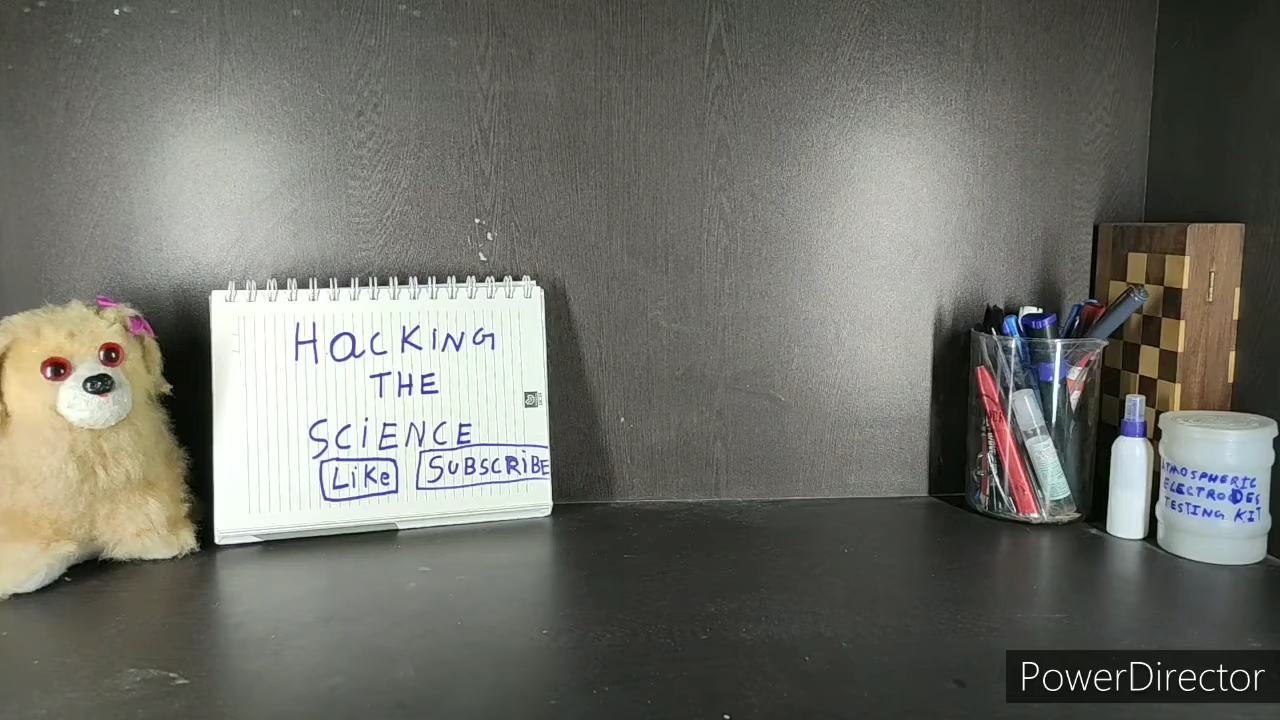 HaCKING
THE
SCiENCE
LiKe
SUBSCRiBE
ATMOSPHERIC
ELECTRODES
TESTING KIT
PowerDirector